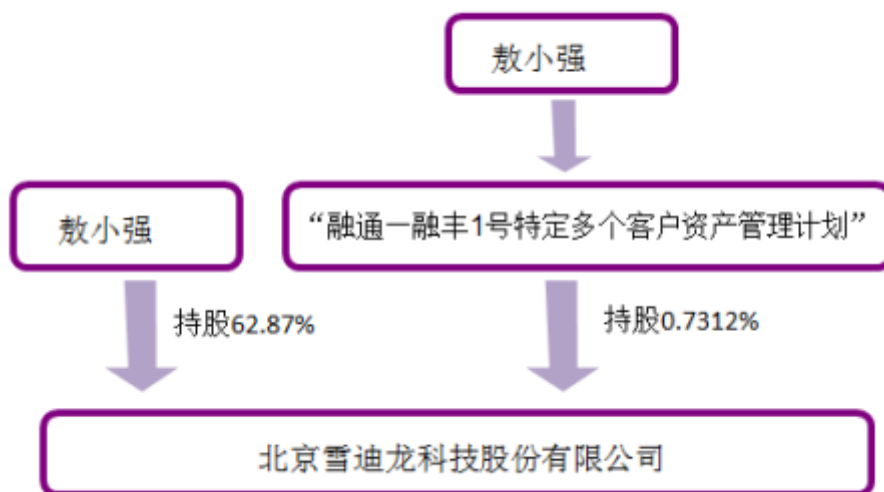 敖小强
敖小强
“融通一融丰1号特定多个客户资产管理计划”
持股62.87%
持股0.7312%
北京雪迪龙科技股份有限公司